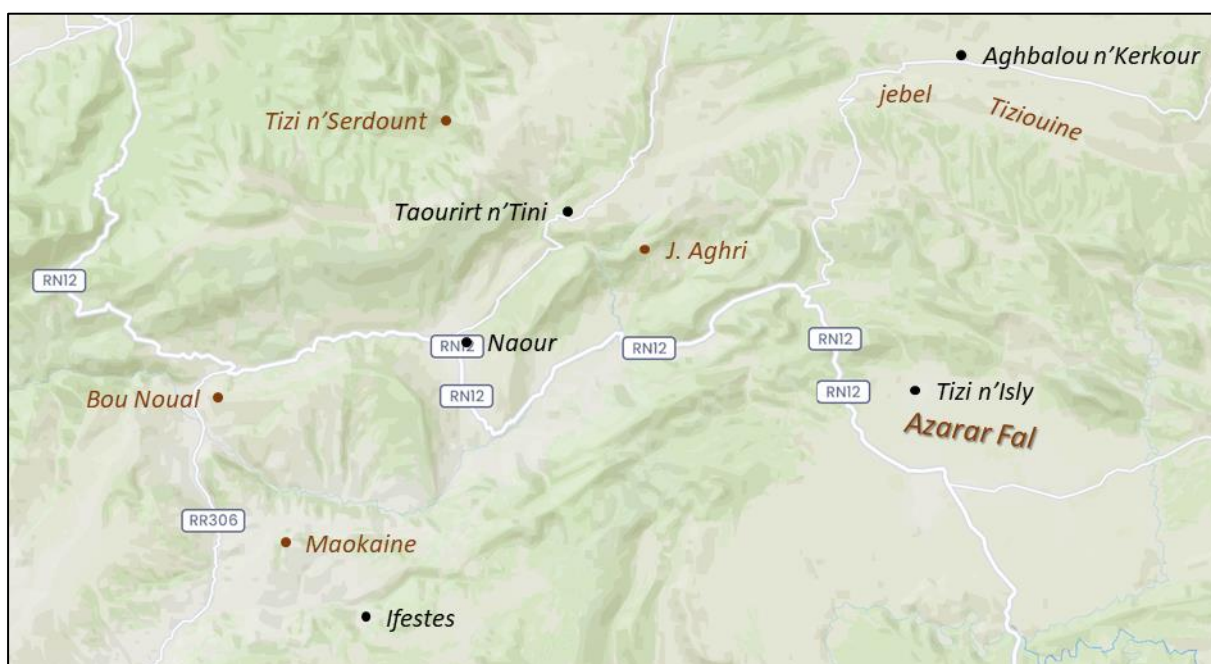 Aghbalou n'Kerkour
jebel
Tiziouine
Tizi n'Serdount
Taourirt n'Tini
J. Aghri
RN12
Naour
RN12
RN12
RN12
RN12
RN12
Tizi n'Isly
Bou Noual
Azarar Fal
RR306
Maokaine
Ifestes